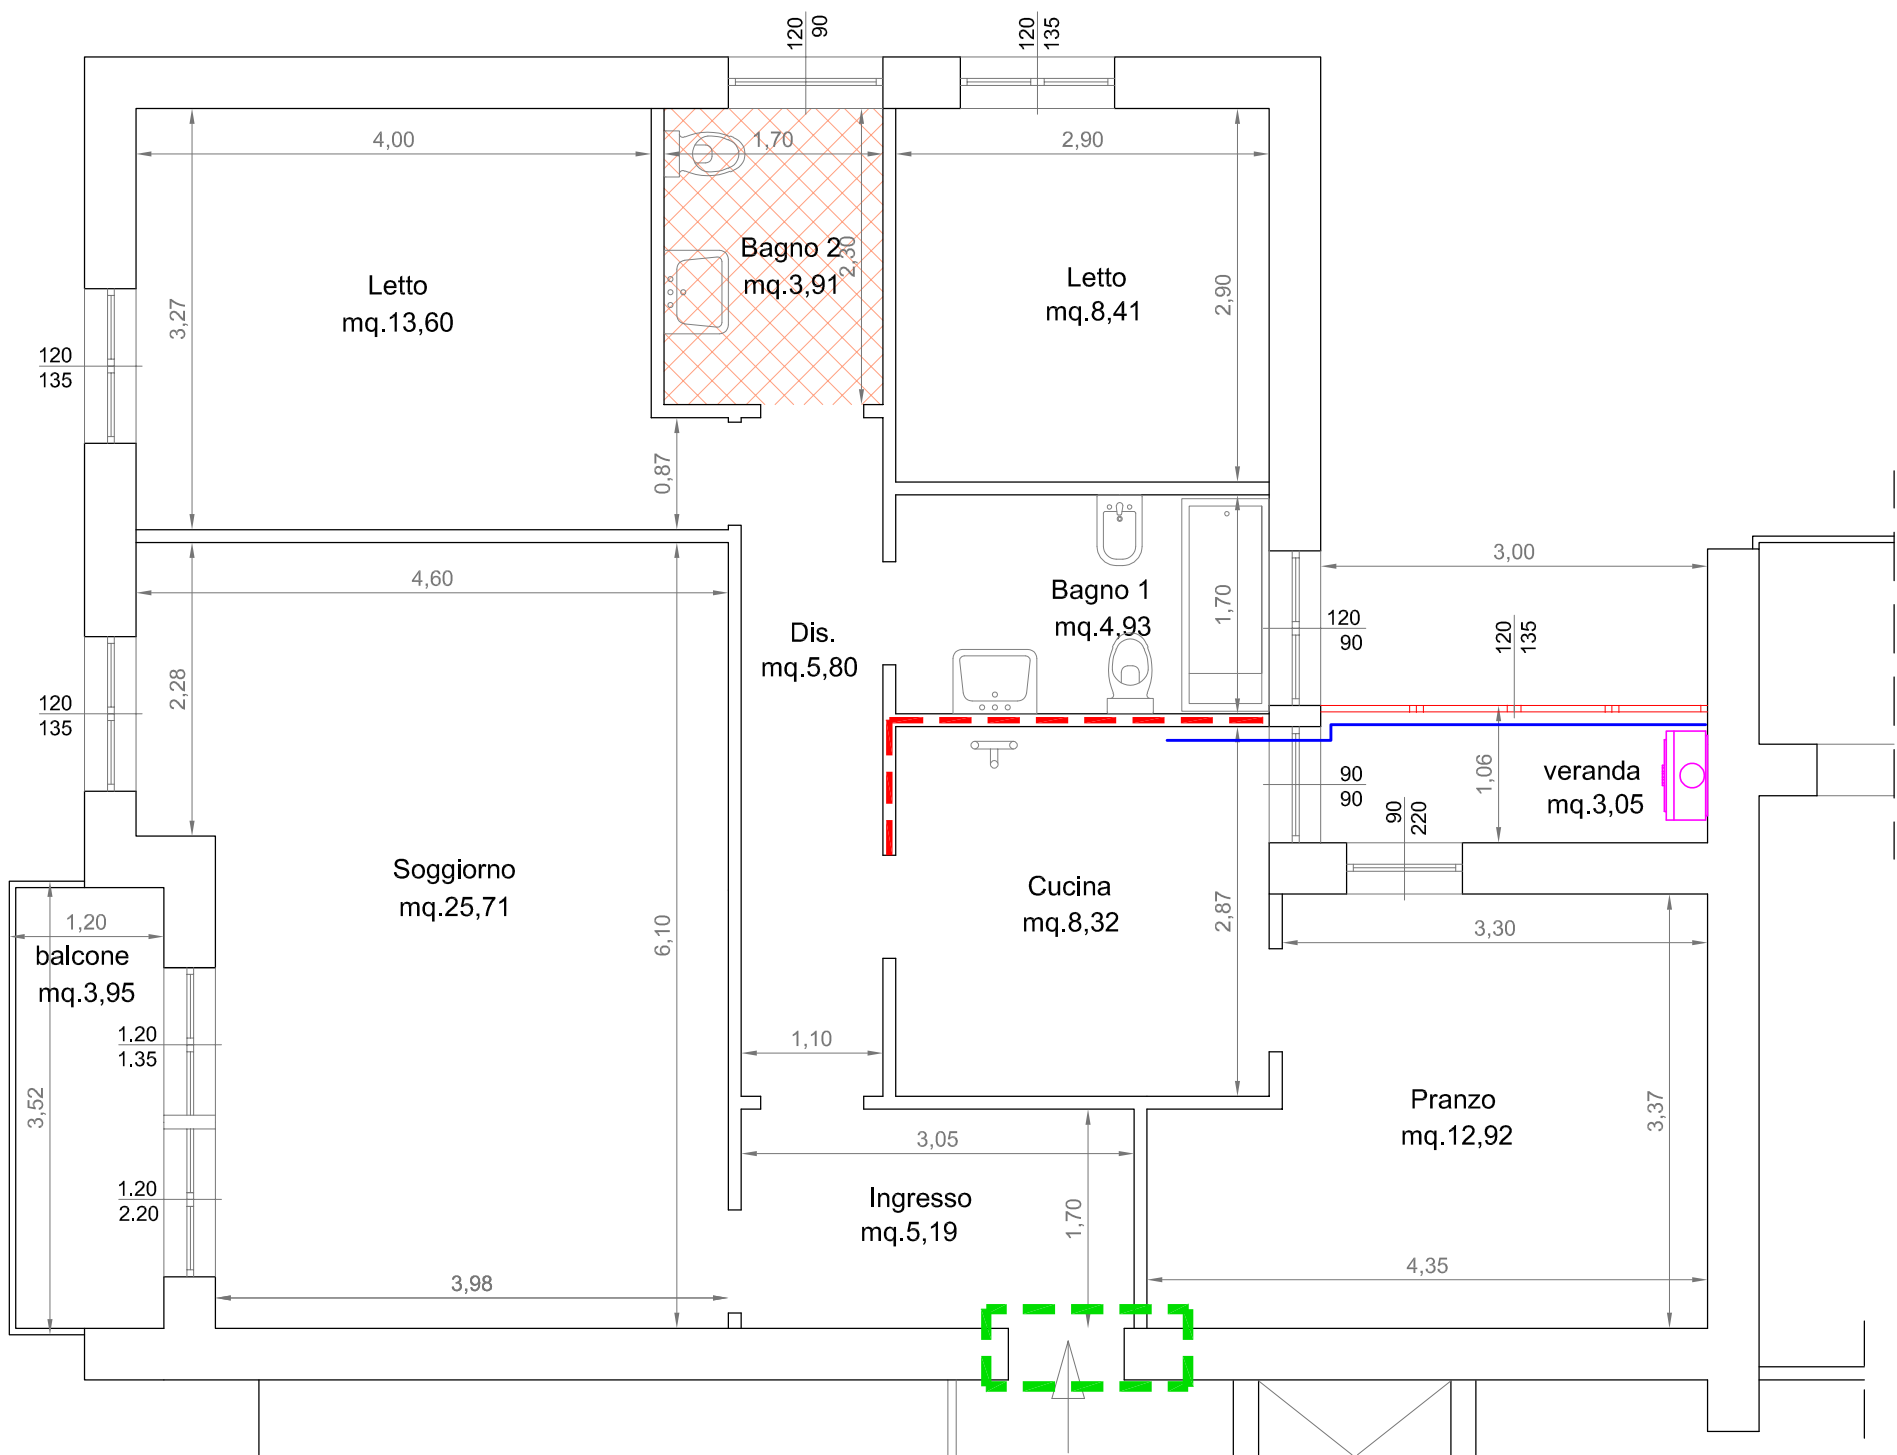 120
90
120
135
4,00
1,70
2,90
Bagno 2
mq.3,91
2,30
Letto
mq.13,60
3,27
Letto
mq.8,41
2,90
120
135
0,87
4,60
3,00
Bagno 1
mq.4,93
1,70
120
90
120
135
Dis.
mq.5,80
2,28
120
135
90
90
90
220
1,06
veranda
mq.3,05
Soggiorno
mq.25,71
6,10
Cucina
mq.8,32
2,87
3,30
1,20
balcone
mq.3,95
1.20
1.35
3,52
1,10
Pranzo
mq.12,92
3,37
3,05
1.20
2.20
Ingresso
mq.5,19
1,70
3,98
4,35